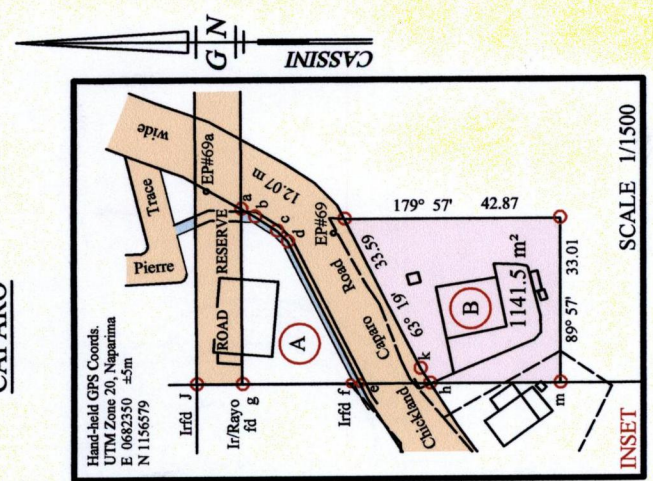 CAPARO
G N
CASSINI
Hand-held GPS Coords.
UTM Zone 20, Naparima
E 0682350 ±5m
N 1156579
Pierre
Trace
wide
EP#69a
12.07 m
ROAD
RESERVE
a
b
c
d
EP#69
Irfd J
Ir/Rayo
fd g
A
Irfd f
e
Chickland
Caparo
Road
33.59
63° 19'
k
h
179° 57' 42.87
B
1141.5 m²
m
89° 57' 33.01
INSET
SCALE 1/1500